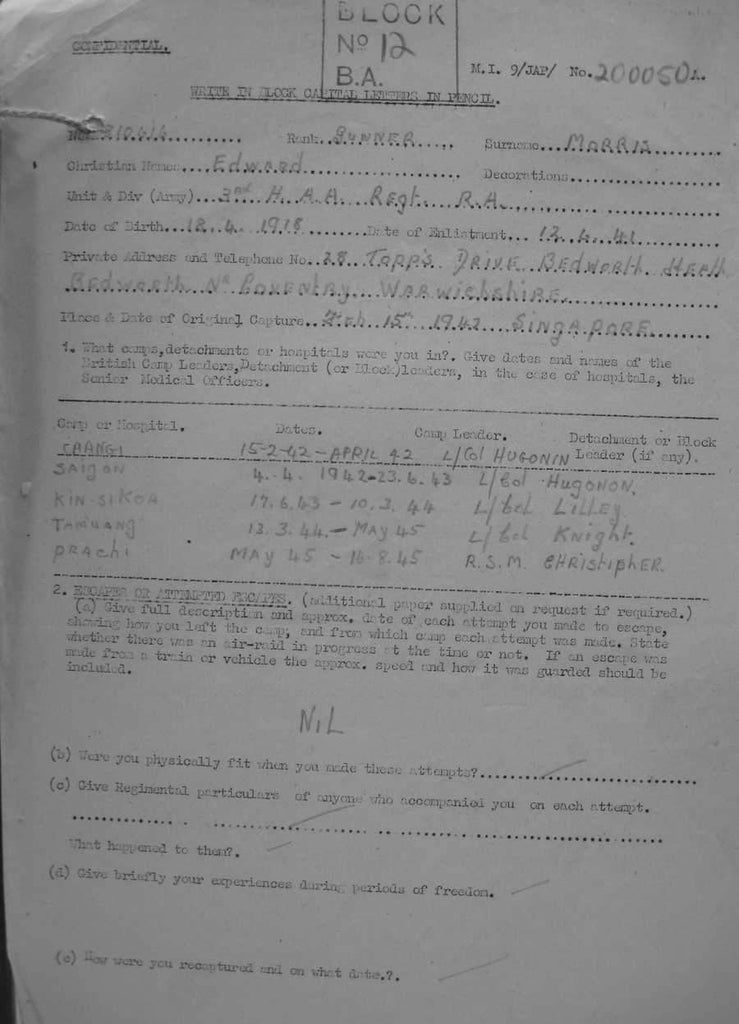 BLOCK
CONFIDENTIAL.
Nº 12
M.I. 9/JAP/ No. 200050A.
B.A.
WRITE IN BLOCK CAPITAL LETTERS IN PENCIL.
No. .......... Rank..GUNNER..... Surname...MORRIS........
Christian Names...Edward.................. Decorations.................
Unit & Div (Army)...3rd. H.A.A. Regt. R.A........................
Date of Birth...12.4.1918.........Date of Enlistment... 12.6.41..........
Private Address and Telephone No..28. Topp's DRIVE BEDWORTH HEATH
Bedworth Nr Coventry Warwickshire.................
Place & Date of Original Capture...Feb. 15th 1942....SINGAPORE........
1. What camps,detachments or hospitals were you in?. Give dates and names of the
British Camp Leaders,Detachment (or Block)leaders, in the case of hospitals, the
Senior Medical Officers.
Camp or Hospital. Dates. Camp Leader. Detachment or Block
Leader (if any).
CHANGI 15-2-42 - APRIL 42 L/Col HUGONIN
SAIGON 4. 4. 1942-23.6.43 L/Col HUGONON.
KIN-SIKOA 17.6.43 - 10.3.44 L/Col LILLEY.
TAMUANG 13.3.44. - MAY 45 L/Col Knight.
PRAChi MAY 45 - 16.8.45 R.S.M. CHRISTIPHER.
2. ESCAPES OR ATTEMPTED ESCAPES. (additional paper supplied on request if required.)
(a) Give full description and approx. date of each attempt you made to escape,
showing how you left the camp, and from which camp each attempt was made. State
whether there was an air-raid in progress at the time or not. If an escape was
made from a train or vehicle the approx. speed and how it was guarded should be
included.
NIL
(b) Were you physically fit when you made these attempts?..............................
(c) Give Regimental particulars of anyone who accompanied you on each attempt.
What happened to them?.
(d) Give briefly your experiences during periods of freedom.
(e) How were you recaptured and on what date.?.